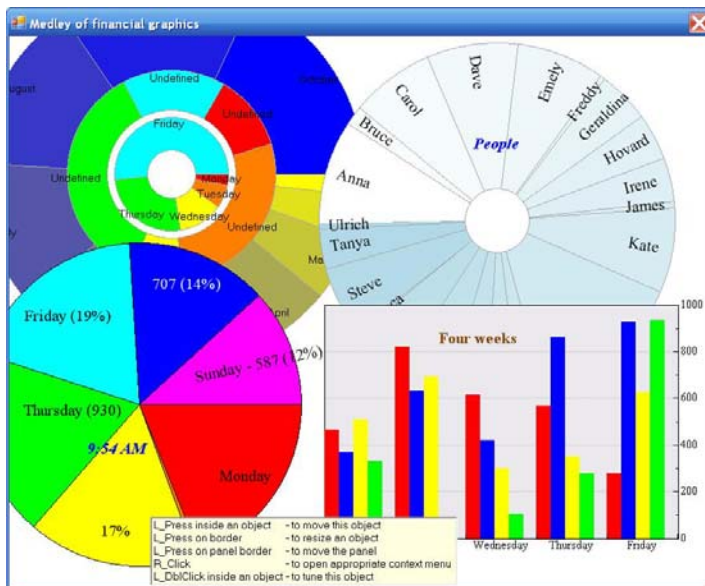 Medley of financial graphics
Undefined
Undefined
Undefined
Undefined
Friday
Monday
Tuesday
Wednesday
Thursday
People
Anna
Bruce
Carol
Dave
Emely
Freddy
Geraldina
Hovard
Irene
James
Kate
Ulrich
Tanya
Steve
707 (14%)
Friday (19%)
Sunday - 587 (12%)
Thursday (930)
9:54 AM
Monday
17%
Four weeks
1000
800
600
400
200
0
Wednesday
Thursday
Friday
L_Press inside an object - to move this object
L_Press on border - to resize an object
L_Press on panel border - to move the panel
R_Click - to open appropriate context menu
L_DblClick inside an object - to tune this object